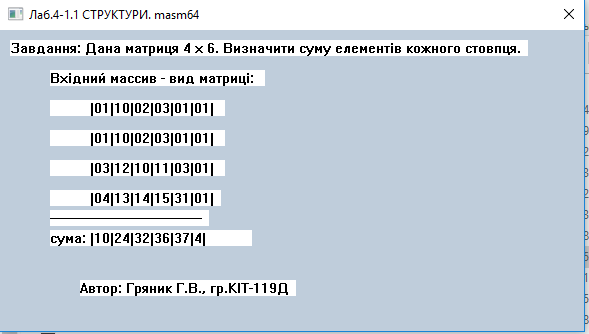 Лаб.4-1.1 СТРУКТУРИ. masm64
Завдання: Дана матриця 4 x 6. Визначити суму елементів кожного стовпця.
Вхідний массив - вид матриці:
|01|10|02|03|01|01|
|01|10|02|03|01|01|
|03|12|10|11|03|01|
|04|13|14|15|31|01|
сума: |10|24|32|36|37|4|
Автор: Гряник Г.В., гр.КІТ-119Д